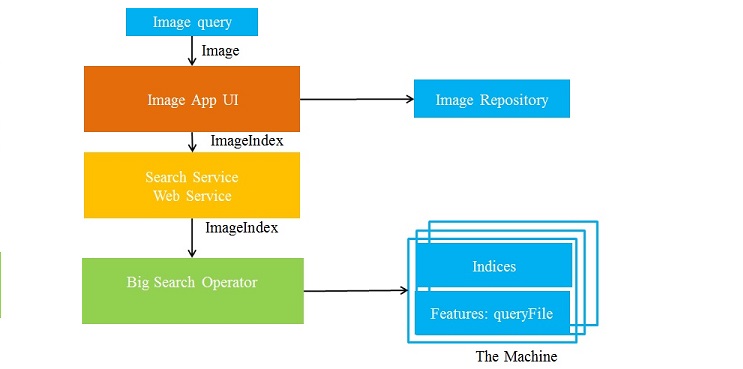 Image query
Image
Image App UI
Image Repository
ImageIndex
Search Service
Web Service
ImageIndex
Big Search Operator
Indices
Features: queryFile
The Machine